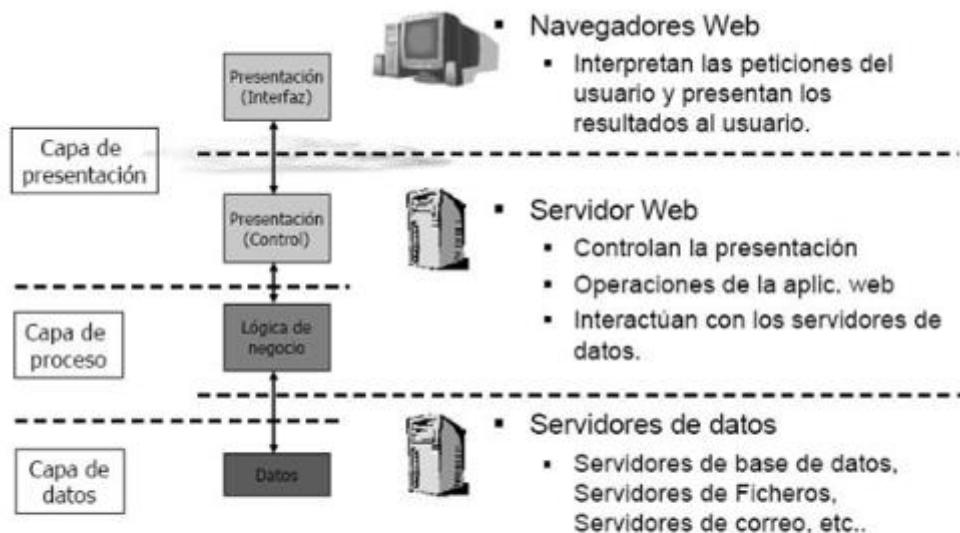 Capa de
presentación
Capa de
proceso
Capa de
datos
Presentación
(Interfaz)
Presentación
(Control)
Lógica de
negocio
Datos
▪ Navegadores Web
▪ Interpretan las peticiones del
usuario y presentan los
resultados al usuario.
▪ Servidor Web
▪ Controlan la presentación
▪ Operaciones de la aplic. web
▪ Interactúan con los servidores de
datos.
▪ Servidores de datos
▪ Servidores de base de datos,
Servidores de Ficheros,
Servidores de correo, etc..